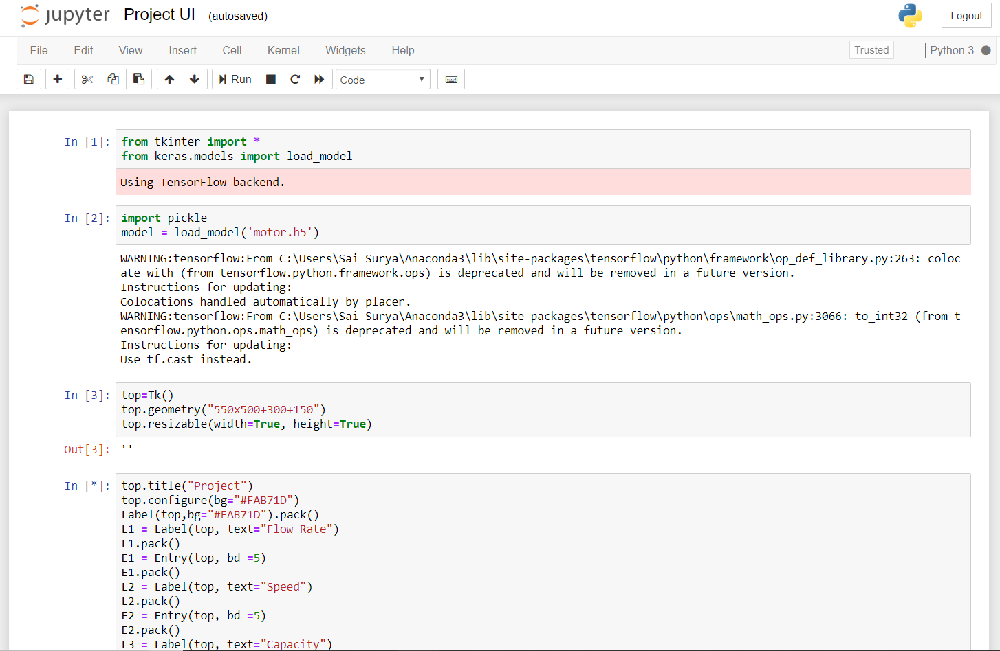 jupyter Project UI (autosaved)
Logout
File Edit View Insert Cell Kernel Widgets Help
Trusted
Python 3
Run
Code
In [1]:
from tkinter import *
from keras.models import load_model
Using TensorFlow backend.
In [2]:
import pickle
model = load_model('motor.h5')
WARNING:tensorflow:From C:\Users\Sai Surya\Anaconda3\lib\site-packages\tensorflow\python\framework\op_def_library.py:263: coloc
ate_with (from tensorflow.python.framework.ops) is deprecated and will be removed in a future version.
Instructions for updating:
Colocations handled automatically by placer.
WARNING:tensorflow:From C:\Users\Sai Surya\Anaconda3\lib\site-packages\tensorflow\python\ops\math_ops.py:3066: to_int32 (from t
ensorflow.python.ops.math_ops) is deprecated and will be removed in a future version.
Instructions for updating:
Use tf.cast instead.
In [3]:
top=Tk()
top.geometry("550x500+300+150")
top.resizable(width=True, height=True)
Out[3]: ''
In [*]:
top.title("Project")
top.configure(bg="#FAB71D")
Label(top,bg="#FAB71D").pack()
L1 = Label(top, text="Flow Rate")
L1.pack()
E1 = Entry(top, bd =5)
E1.pack()
L2 = Label(top, text="Speed")
L2.pack()
E2 = Entry(top, bd =5)
E2.pack()
L3 = Label(top, text="Capacity")